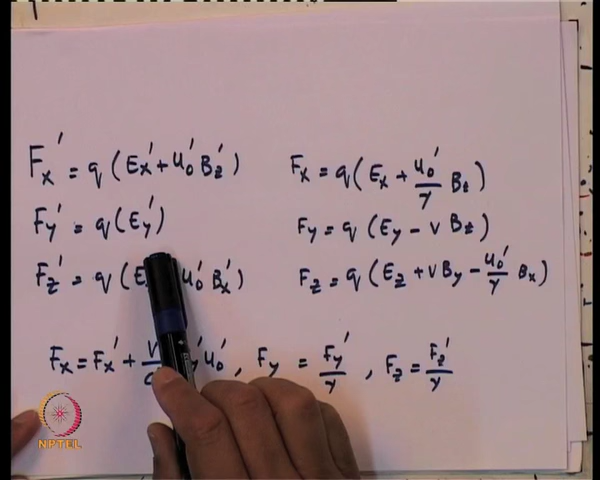 Fx' = q (Ex' + u0' Bz')
Fx = q (Ex + u0'/γ Bz)
Fy' = q (Ey')
Fy = q (Ey - v Bz)
Fz' = q (E u0' Bx')
Fz = q (Ez + v By - u0'/γ Bx)
Fx = Fx' + v u0' , Fy = Fy'/γ , Fz = Fz'/γ
NPTEL